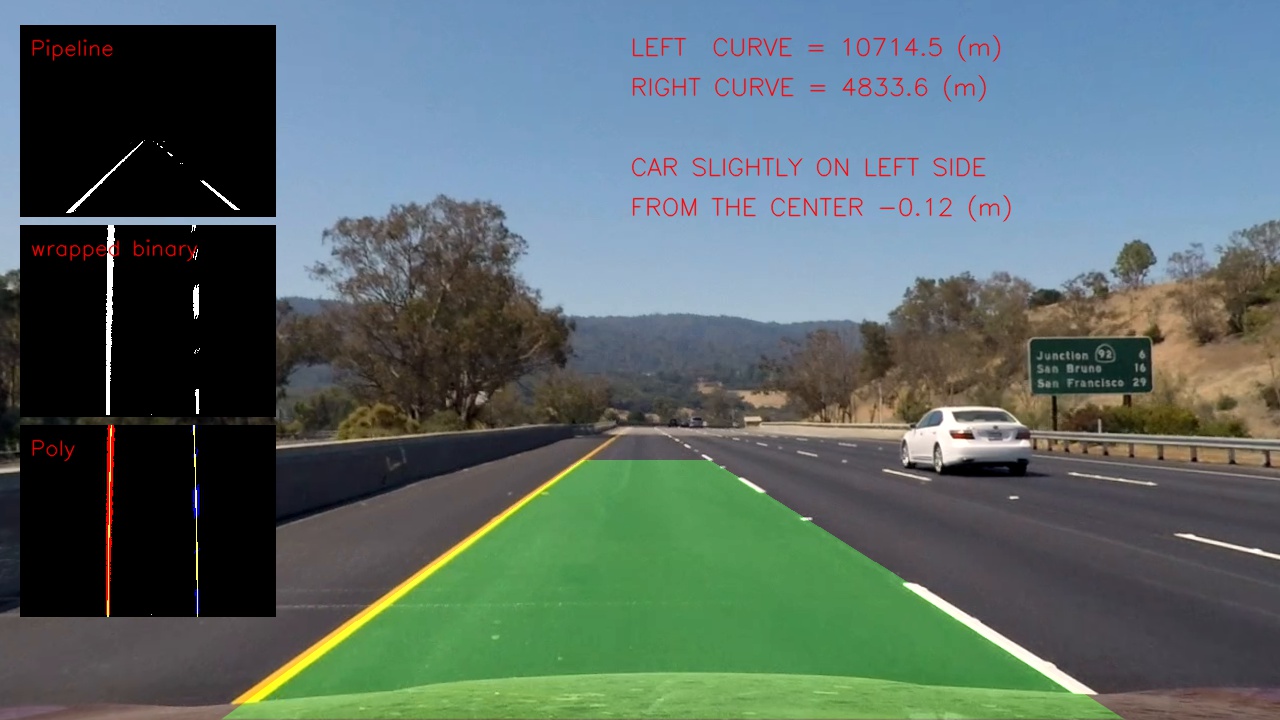 Pipeline
wrapped binary
Poly
LEFT CURVE = 10714.5 (m)
RIGHT CURVE = 4833.6 (m)
CAR SLIGHTLY ON LEFT SIDE
FROM THE CENTER -0.12 (m)
Junction 92 6
San Bruno 16
San Francisco 29